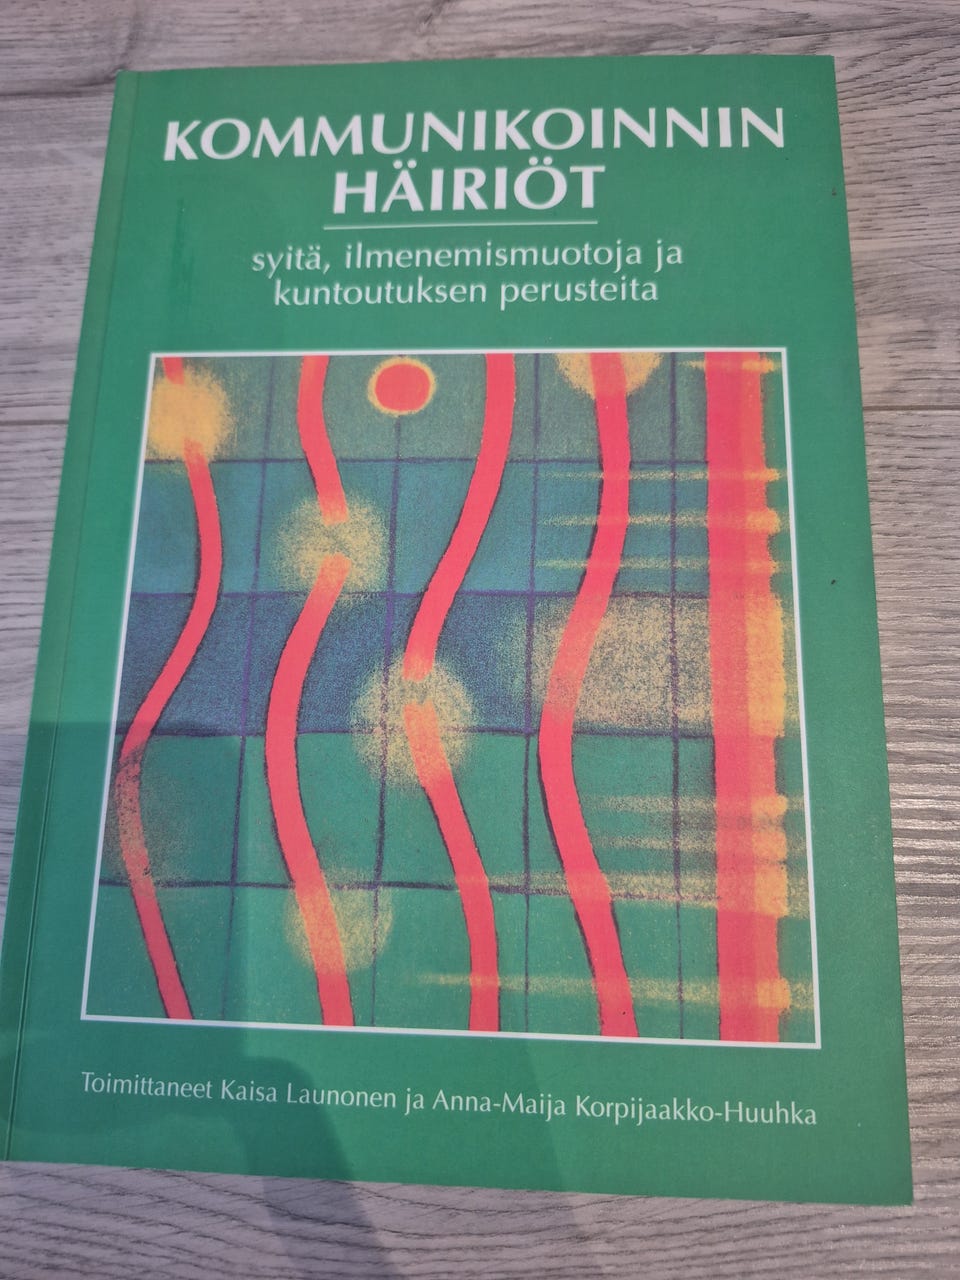 KOMMUNIKOINNIN
HÄIRIÖT
syitä, ilmenemismuotoja ja
kuntoutuksen perusteita
Toimittaneet Kaisa Launonen ja Anna-Maija Korpijaakko-Huuhka